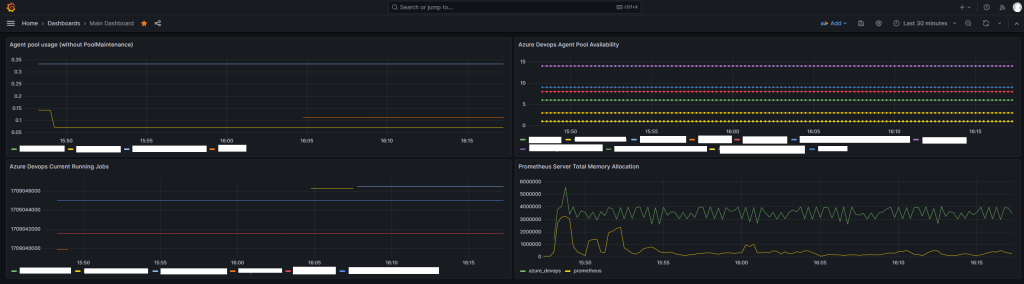 Search or jump to...
ctrl+k
Home › Dashboards › Main Dashboard
Add
Last 30 minutes
Agent pool usage (without PoolMaintenance)
0.35
0.3
0.25
0.2
0.15
0.1
0.05
15:50 15:55 16:00 16:05 16:10 16:15
Azure Devops Agent Pool Availability
15
10
5
0
15:50 15:55 16:00 16:05 16:10 16:15
Azure Devops Current Running Jobs
1709046000
1709044000
1709042000
1709040000
15:50 15:55 16:00 16:05 16:10 16:15
Prometheus Server Total Memory Allocation
6000000
5000000
4000000
3000000
2000000
1000000
0
15:50 15:55 16:00 16:05 16:10 16:15
azure_devops prometheus